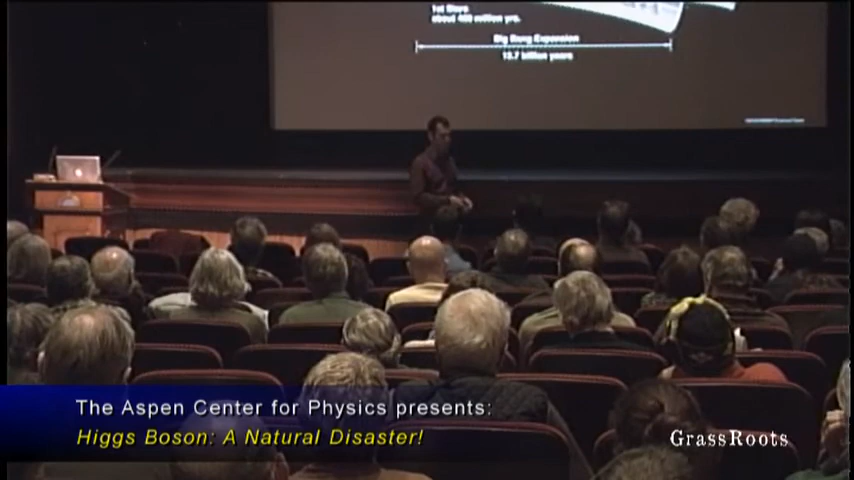 1st Stars
about 400 million yrs.
Big Bang Expansion
13.7 billion years
The Aspen Center for Physics presents:
Higgs Boson: A Natural Disaster!
GrassRoots